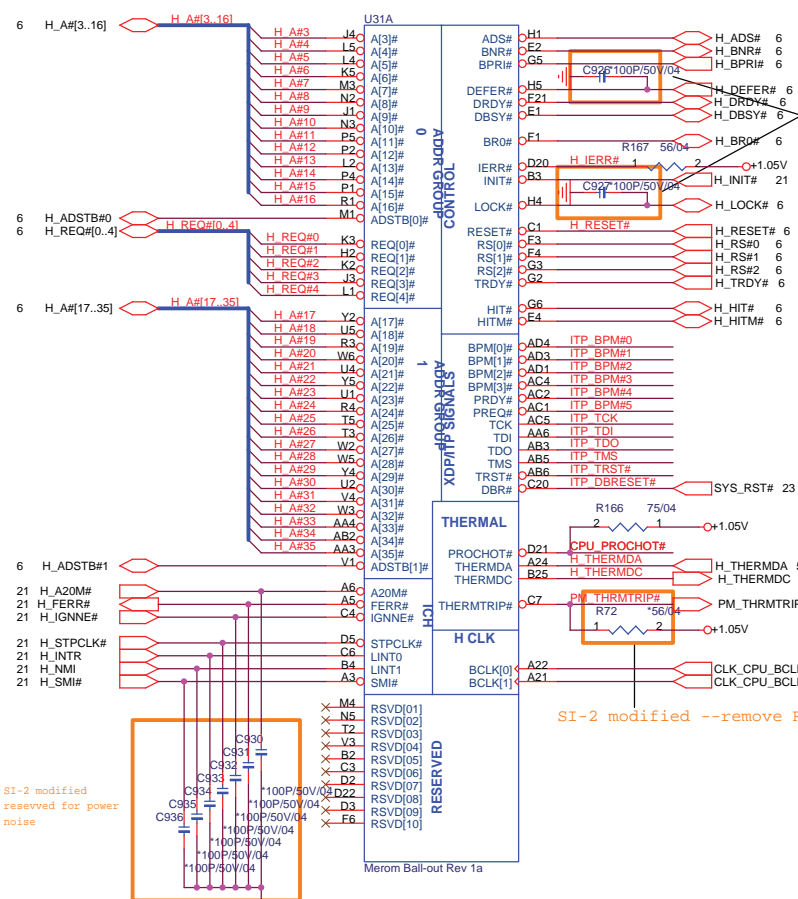 U31A
6 H_A#[3..16]
H_A#[3..16]
H_A#3 J4 A[3]#
H_A#4 L5 A[4]#
H_A#5 L4 A[5]#
H_A#6 K5 A[6]#
H_A#7 M3 A[7]#
H_A#8 N2 A[8]#
H_A#9 J1 A[9]#
H_A#10 N3 A[10]#
H_A#11 P5 A[11]#
H_A#12 P2 A[12]#
H_A#13 L2 A[13]#
H_A#14 P4 A[14]#
H_A#15 P1 A[15]#
H_A#16 R1 A[16]#
6 H_ADSTB#0 M1 ADSTB[0]#
6 H_REQ#[0..4] H_REQ#[0..4]
H_REQ#0 K3 REQ[0]#
H_REQ#1 H2 REQ[1]#
H_REQ#2 K2 REQ[2]#
H_REQ#3 J3 REQ[3]#
H_REQ#4 L1 REQ[4]#
6 H_A#[17..35] H_A#[17..35]
H_A#17 Y2 A[17]#
H_A#18 U5 A[18]#
H_A#19 R3 A[19]#
H_A#20 W6 A[20]#
H_A#21 U4 A[21]#
H_A#22 Y5 A[22]#
H_A#23 U1 A[23]#
H_A#24 R4 A[24]#
H_A#25 T5 A[25]#
H_A#26 T3 A[26]#
H_A#27 W2 A[27]#
H_A#28 W5 A[28]#
H_A#29 Y4 A[29]#
H_A#30 U2 A[30]#
H_A#31 V4 A[31]#
H_A#32 W3 A[32]#
H_A#33 AA4 A[33]#
H_A#34 AB2 A[34]#
H_A#35 AA3 A[35]#
6 H_ADSTB#1 V1 ADSTB[1]#
21 H_A20M# A6 A20M#
21 H_FERR# A5 FERR#
21 H_IGNNE# C4 IGNNE#
21 H_STPCLK# D5 STPCLK#
21 H_INTR C6 LINT0
21 H_NMI B4 LINT1
21 H_SMI# A3 SMI#
M4 RSVD[01]
N5 RSVD[02]
T2 RSVD[03]
V3 RSVD[04]
B2 RSVD[05]
C3 RSVD[06]
D2 RSVD[07]
D22 RSVD[08]
D3 RSVD[09]
F6 RSVD[10]
ADDR GROUP 0
ADDR GROUP 1
ICH
RESERVED
CONTROL
XDP/ITP SIGNALS
THERMAL
H CLK
ADS# H1 H_ADS# 6
BNR# E2 H_BNR# 6
BPRI# G5 H_BPRI# 6
C926 *100P/50V/04
DEFER# H5 H_DEFER# 6
DRDY# F21 H_DRDY# 6
DBSY# E1 H_DBSY# 6
BR0# F1 H_BR0# 6
R167 56/04
IERR# D20 H_IERR# 1 2 +1.05V
INIT# B3 H_INIT# 21
C927 *100P/50V/04
LOCK# H4 H_LOCK# 6
RESET# C1 H_RESET# H_RESET# 6
RS[0]# F3 H_RS#0 6
RS[1]# F4 H_RS#1 6
RS[2]# G3 H_RS#2 6
TRDY# G2 H_TRDY# 6
HIT# G6 H_HIT# 6
HITM# E4 H_HITM# 6
BPM[0]# AD4 ITP_BPM#0
BPM[1]# AD3 ITP_BPM#1
BPM[2]# AD1 ITP_BPM#2
BPM[3]# AC4 ITP_BPM#3
PRDY# AC2 ITP_BPM#4
PREQ# AC1 ITP_BPM#5
TCK AC5 ITP_TCK
TDI AA6 ITP_TDI
TDO AB3 ITP_TDO
TMS AB5 ITP_TMS
TRST# AB6 ITP_TRST#
DBR# C20 ITP_DBRESET# SYS_RST# 23
R166 75/04
2 1 +1.05V
PROCHOT# D21 CPU_PROCHOT#
THERMDA A24 H_THERMDA H_THERMDA
THERMDC B25 H_THERMDC H_THERMDC
THERMTRIP# C7 PM_THRMTRIP# PM_THRMTRI
R72 *56/04
1 2 +1.05V
BCLK[0] A22 CLK_CPU_BCL
BCLK[1] A21 CLK_CPU_BCL
SI-2 modified --remove
C930
C931
C932
C933
C934
C935
C936
*100P/50V/04
*100P/50V/04
*100P/50V/04
*100P/50V/04
*100P/50V/04
*100P/50V/04
*100P/50V/04
SI-2 modified
resevved for power
noise
Merom Ball-out Rev 1a